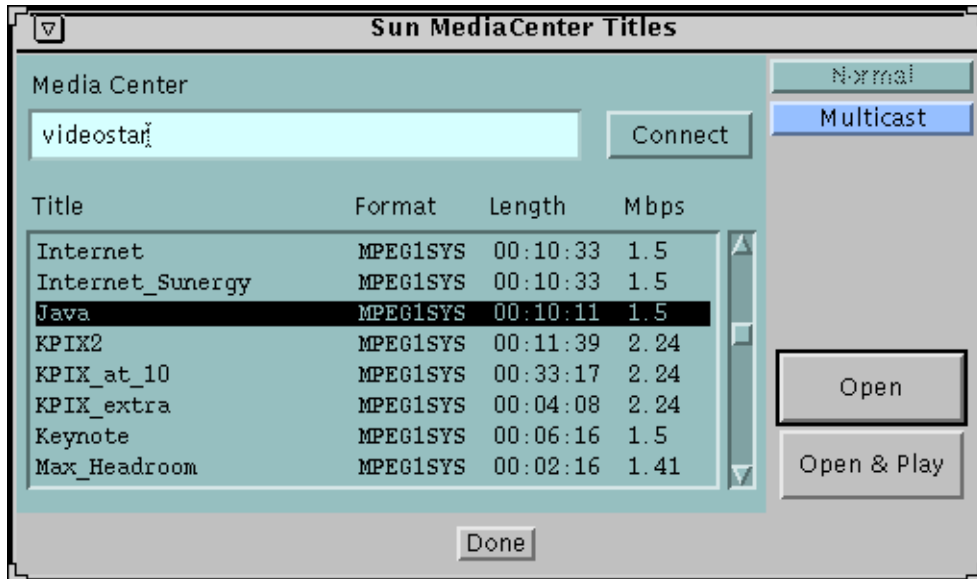 Sun MediaCenter Titles
Media Center
videostar
Connect
Normal
Multicast
Title Format Length Mbps
Internet MPEG1SYS 00:10:33 1.5
Internet_Sunergy MPEG1SYS 00:10:33 1.5
Java MPEG1SYS 00:10:11 1.5
KPIX2 MPEG1SYS 00:11:39 2.24
KPIX_at_10 MPEG1SYS 00:33:17 2.24
KPIX_extra MPEG1SYS 00:04:08 2.24
Keynote MPEG1SYS 00:06:16 1.5
Max_Headroom MPEG1SYS 00:02:16 1.41
Open
Open & Play
Done